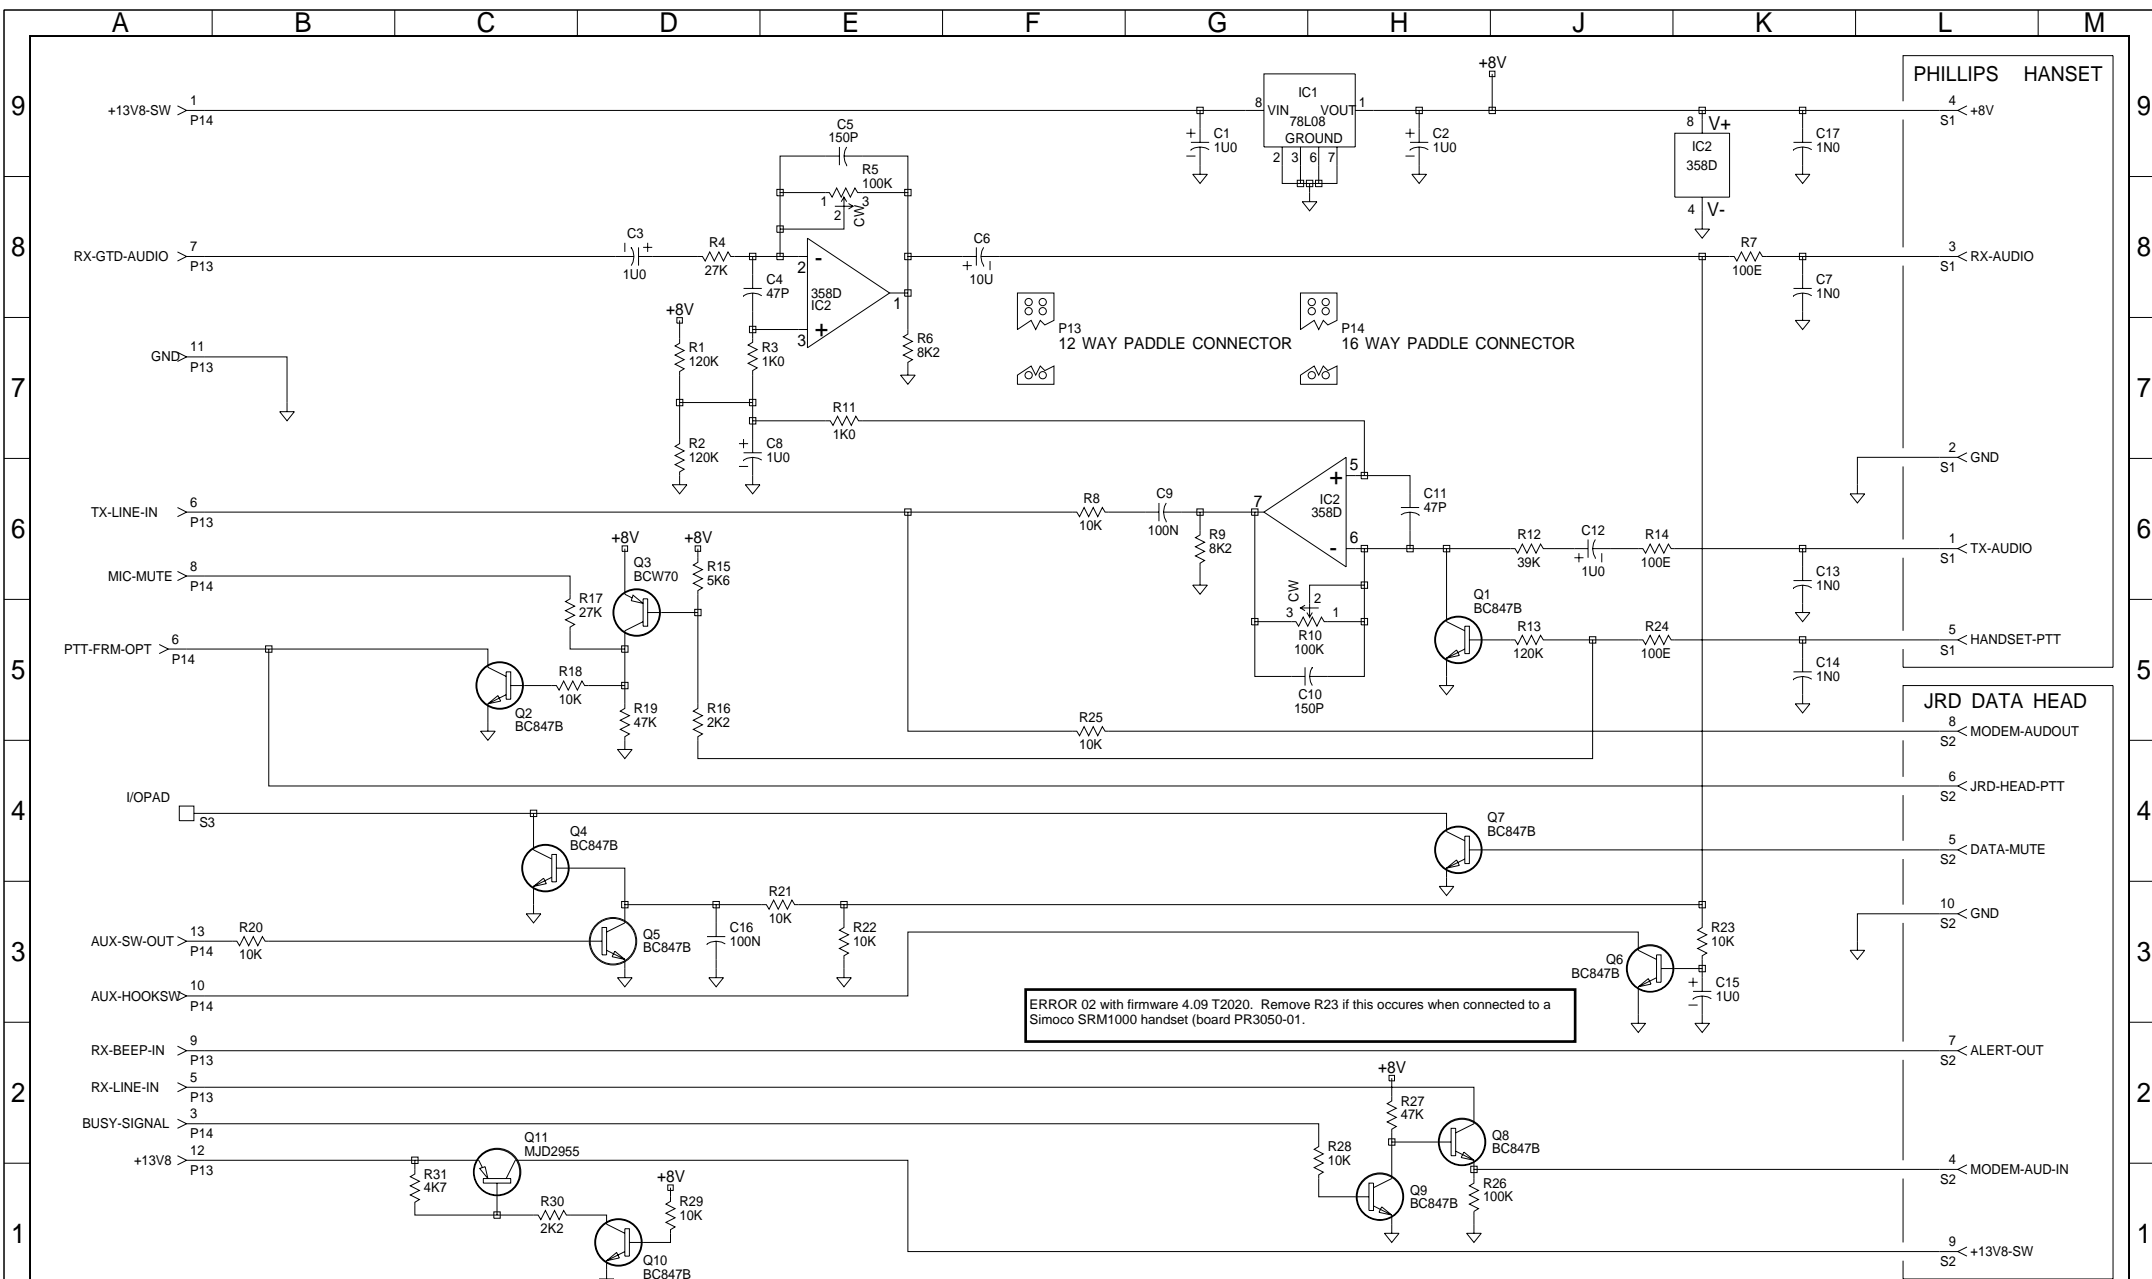 A B C D E F G H J K L M
9 9
8 8
7 7
6 6
5 5
4 4
3 3
2 2
1 1
+13V8-SW 1 P14
C5 150P
R5 100K
1 2 3 CW
C1 1U0
+ -
8 VIN IC1 78L08 VOUT 1
GROUND
2 3 6 7
C2 1U0
+ -
+8V
8 V+
IC2 358D
4 V-
C17 1N0
PHILLIPS HANSET
4 S1 +8V
RX-GTD-AUDIO 7 P13
C3 1U0
+
R4 27K
C4 47P
2 -
358D IC2
1
3 +
C6 10U
+
R7 100E
C7 1N0
3 S1 RX-AUDIO
+8V
R1 120K
R3 1K0
R6 8K2
P13
12 WAY PADDLE CONNECTOR
P14
16 WAY PADDLE CONNECTOR
GND 11 P13
R11 1K0
R2 120K
C8 1U0
+ -
2 S1 GND
TX-LINE-IN 6 P13
R8 10K
C9 100N
R9 8K2
7
5 +
IC2 358D
6 -
C11 47P
R12 39K
C12 1U0
+
R14 100E
C13 1N0
1 S1 TX-AUDIO
+8V
+8V
Q3 BCW70
R15 5K6
MIC-MUTE 8 P14
R17 27K
CW 2
3 1
R10 100K
C10 150P
Q1 BC847B
R13 120K
R24 100E
C14 1N0
5 S1 HANDSET-PTT
PTT-FRM-OPT 6 P14
Q2 BC847B
R18 10K
R19 47K
R16 2K2
R25 10K
JRD DATA HEAD
8 S2 MODEM-AUDOUT
6 S2 JRD-HEAD-PTT
I/OPAD
S3
Q4 BC847B
Q7 BC847B
5 S2 DATA-MUTE
R21 10K
C16 100N
R22 10K
10 S2 GND
AUX-SW-OUT 13 P14
R20 10K
Q5 BC847B
Q6 BC847B
R23 10K
C15 1U0
+ -
AUX-HOOKSW 10 P14
ERROR 02 with firmware 4.09 T2020. Remove R23 if this occures when connected to a
Simoco SRM1000 handset (board PR3050-01.
RX-BEEP-IN 9 P13
7 S2 ALERT-OUT
RX-LINE-IN 5 P13
+8V
R27 47K
Q8 BC847B
BUSY-SIGNAL 3 P14
R28 10K
Q9 BC847B
R26 100K
4 S2 MODEM-AUD-IN
+13V8 12 P13
Q11 MJD2955
R31 4K7
R30 2K2
+8V
R29 10K
Q10 BC847B
9 S2 +13V8-SW